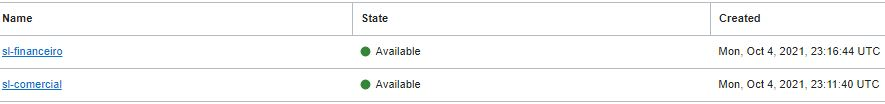 Name State Created
sl-financeiro Available Mon, Oct 4, 2021, 23:16:44 UTC
sl-comercial Available Mon, Oct 4, 2021, 23:11:40 UTC